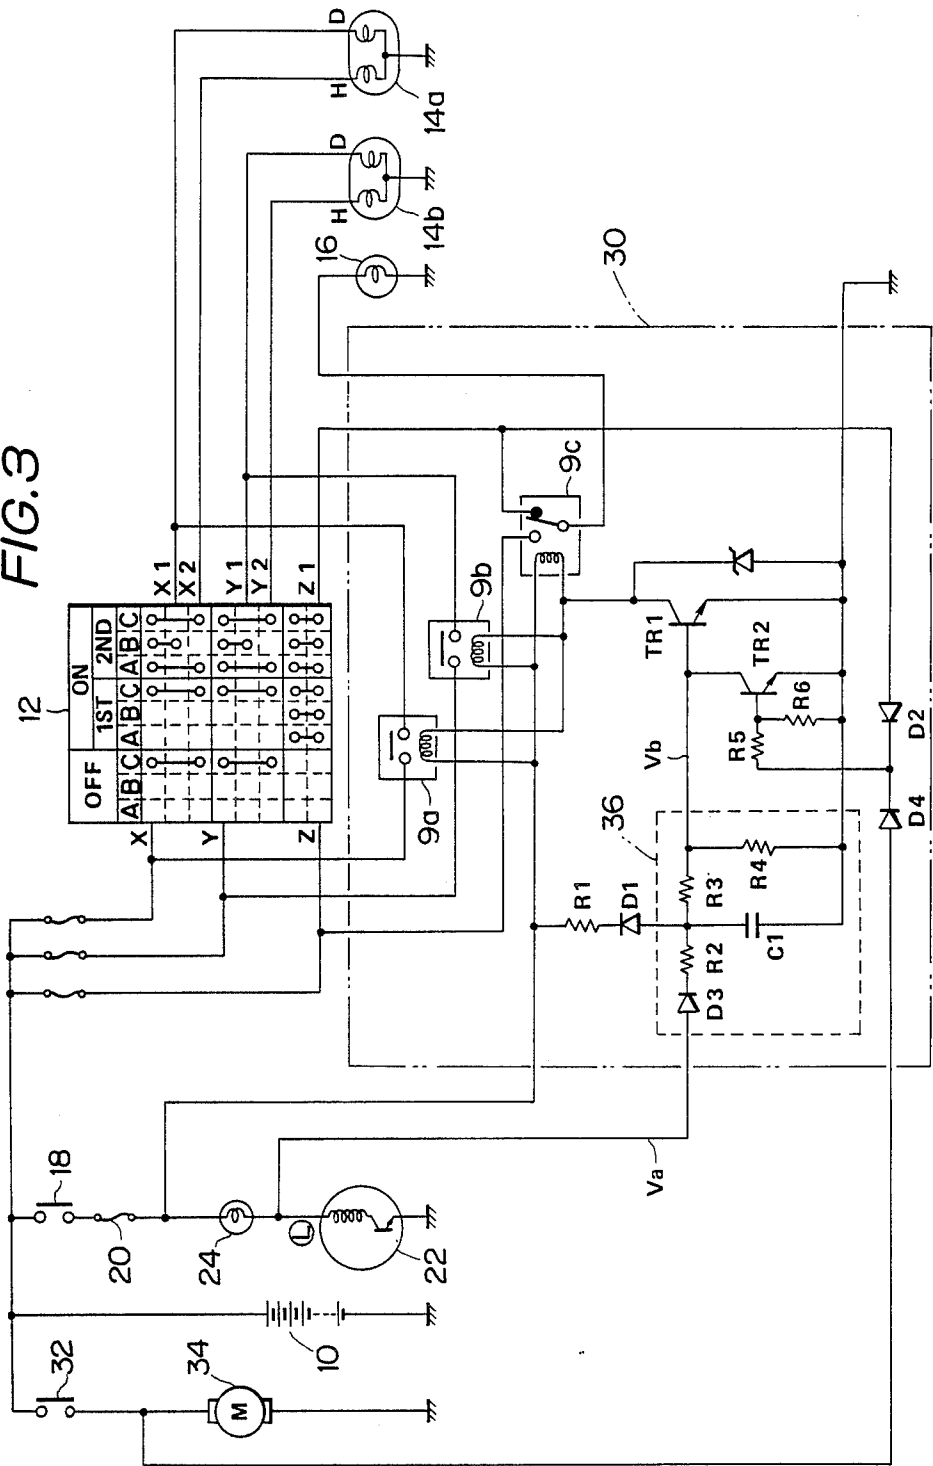 FIG.3
D
H
14a
D
H
14b
16
30
12
ON
OFF 1ST 2ND
A B C A B C A B C
X
Y
Z
X1
X2
Y1
Y2
Z1
9a
9b
9c
TR1
TR2
R5
R6
Vb
36
R1
D1
R3
R4
R2
D3
C1
D2
D4
Va
18
20
24
L
22
10
32
34
M